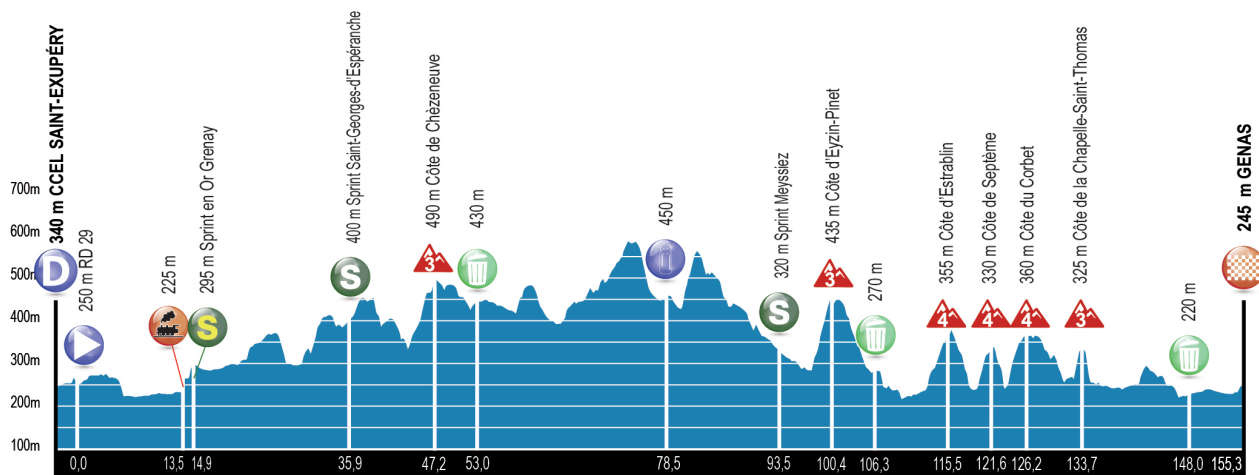 340 m CCEL SAINT-EXUPÉRY
250 m RD 29
225 m
295 m Sprint en Or Grenay
400 m Sprint Saint-Georges-d'Espéranche
490 m Côte de Chèzeneuve
430 m
450 m
320 m Sprint Meyssiez
435 m Côte d'Eyzin-Pinet
270 m
355 m Côte d'Estrablin
330 m Côte de Septème
360 m Côte du Corbet
325 m Côte de la Chapelle-Saint-Thomas
220 m
245 m GENAS
D
S
S
3
S
3
4
4
4
3
700m
600m
500m
400m
300m
200m
100m
0,0
13,5
14,9
35,9
47,2
53,0
78,5
93,5
100,4
106,3
115,5
121,6
126,2
133,7
148,0
155,3